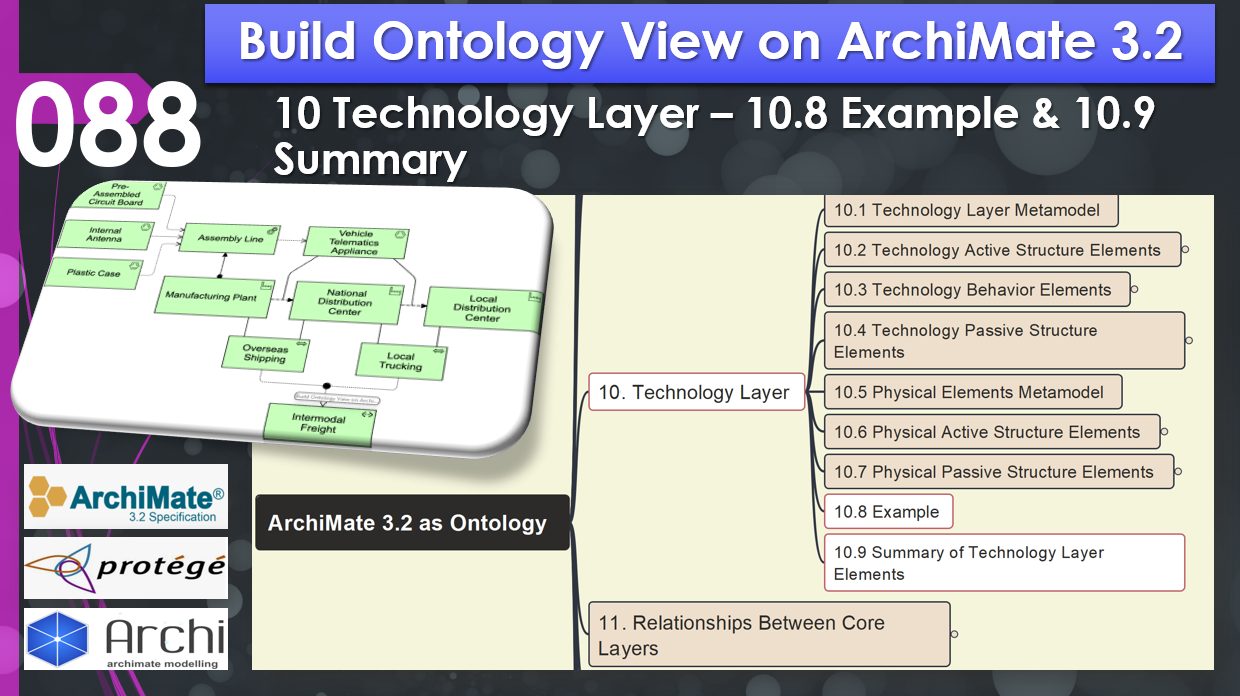 Build Ontology View on ArchiMate 3.2
088
10 Technology Layer – 10.8 Example & 10.9
Summary
Pre-
Assembled
Circuit Board
Internal
Antenna
Plastic Case
Assembly Line
Vehicle
Telematics
Appliance
Manufacturing Plant
National
Distribution
Center
Local
Distribution
Center
Overseas
Shipping
Local
Trucking
Build Ontology View on Archi...
Intermodal
Freight
ArchiMate®
3.2 Specification
protégé
Archi
archimate modelling
ArchiMate 3.2 as Ontology
10. Technology Layer
10.1 Technology Layer Metamodel
10.2 Technology Active Structure Elements
10.3 Technology Behavior Elements
10.4 Technology Passive Structure
Elements
10.5 Physical Elements Metamodel
10.6 Physical Active Structure Elements
10.7 Physical Passive Structure Elements
10.8 Example
10.9 Summary of Technology Layer
Elements
11. Relationships Between Core
Layers